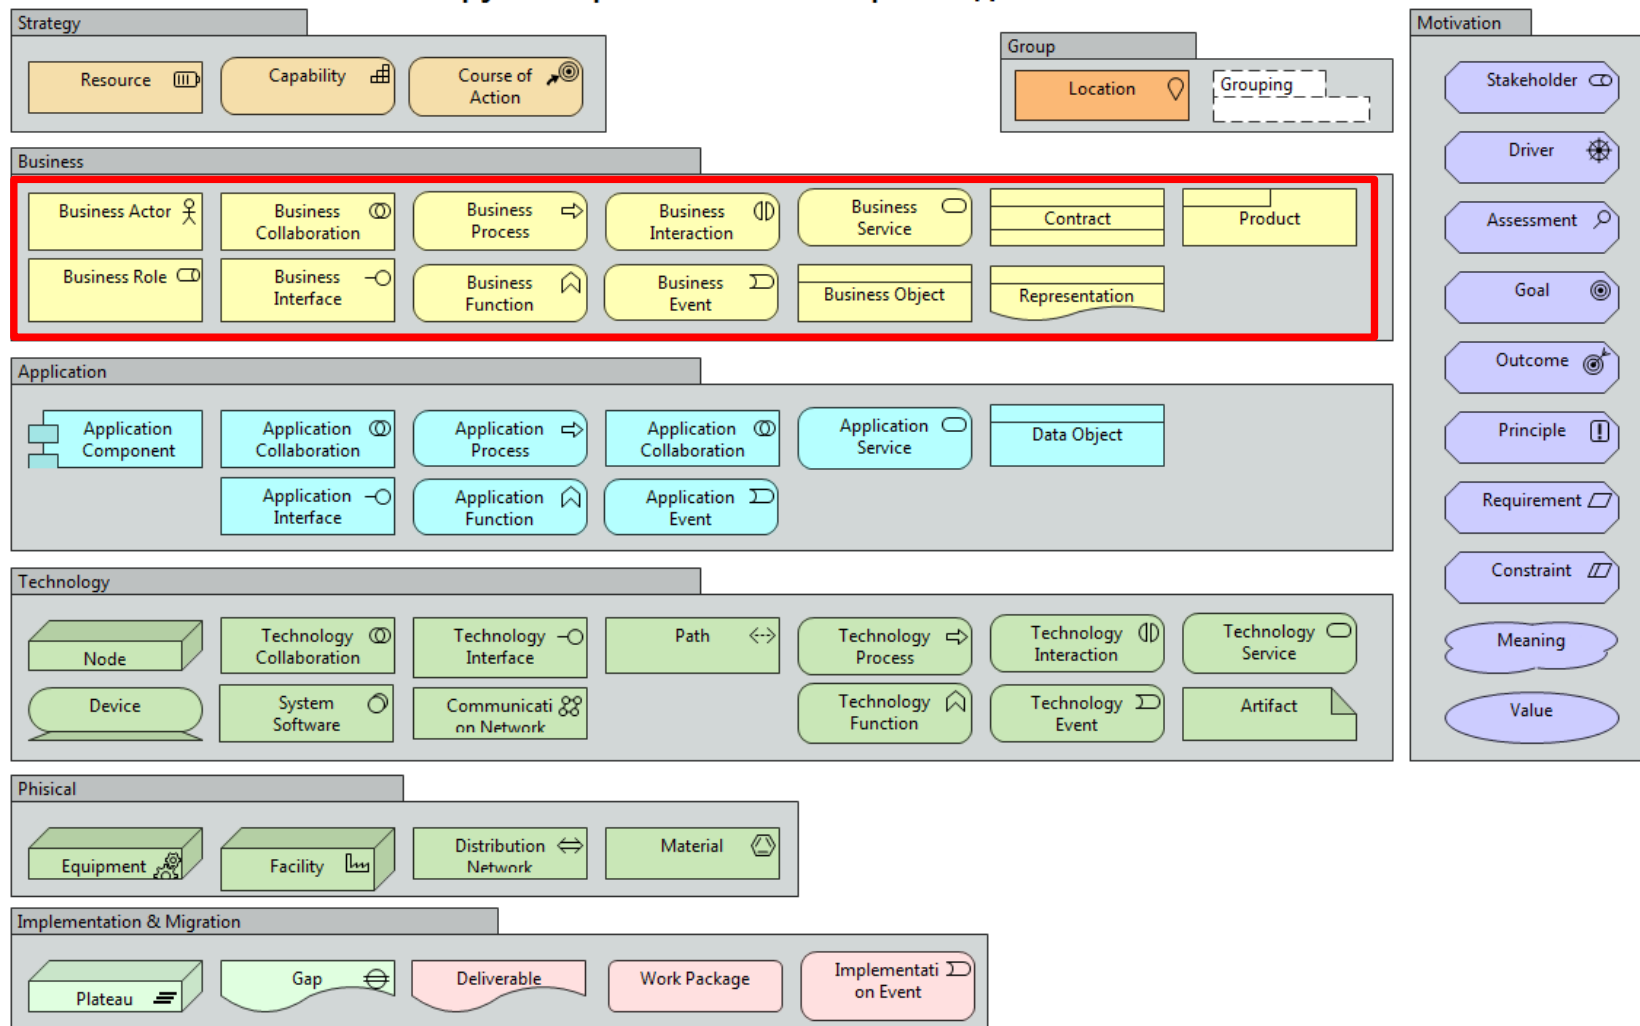 Strategy
Resource
Capability
Course of
Action
Group
Location
Grouping
Motivation
Stakeholder
Driver
Assessment
Goal
Outcome
Principle
Requirement
Constraint
Meaning
Value
Business
Business Actor
Business
Collaboration
Business
Process
Business
Interaction
Business
Service
Contract
Product
Business Role
Business
Interface
Business
Function
Business
Event
Business Object
Representation
Application
Application
Component
Application
Collaboration
Application
Process
Application
Collaboration
Application
Service
Data Object
Application
Interface
Application
Function
Application
Event
Technology
Node
Technology
Collaboration
Technology
Interface
Path
Technology
Process
Technology
Interaction
Technology
Service
Device
System
Software
Communicati
on Network
Technology
Function
Technology
Event
Artifact
Phisical
Equipment
Facility
Distribution
Network
Material
Implementation & Migration
Plateau
Gap
Deliverable
Work Package
Implementati
on Event